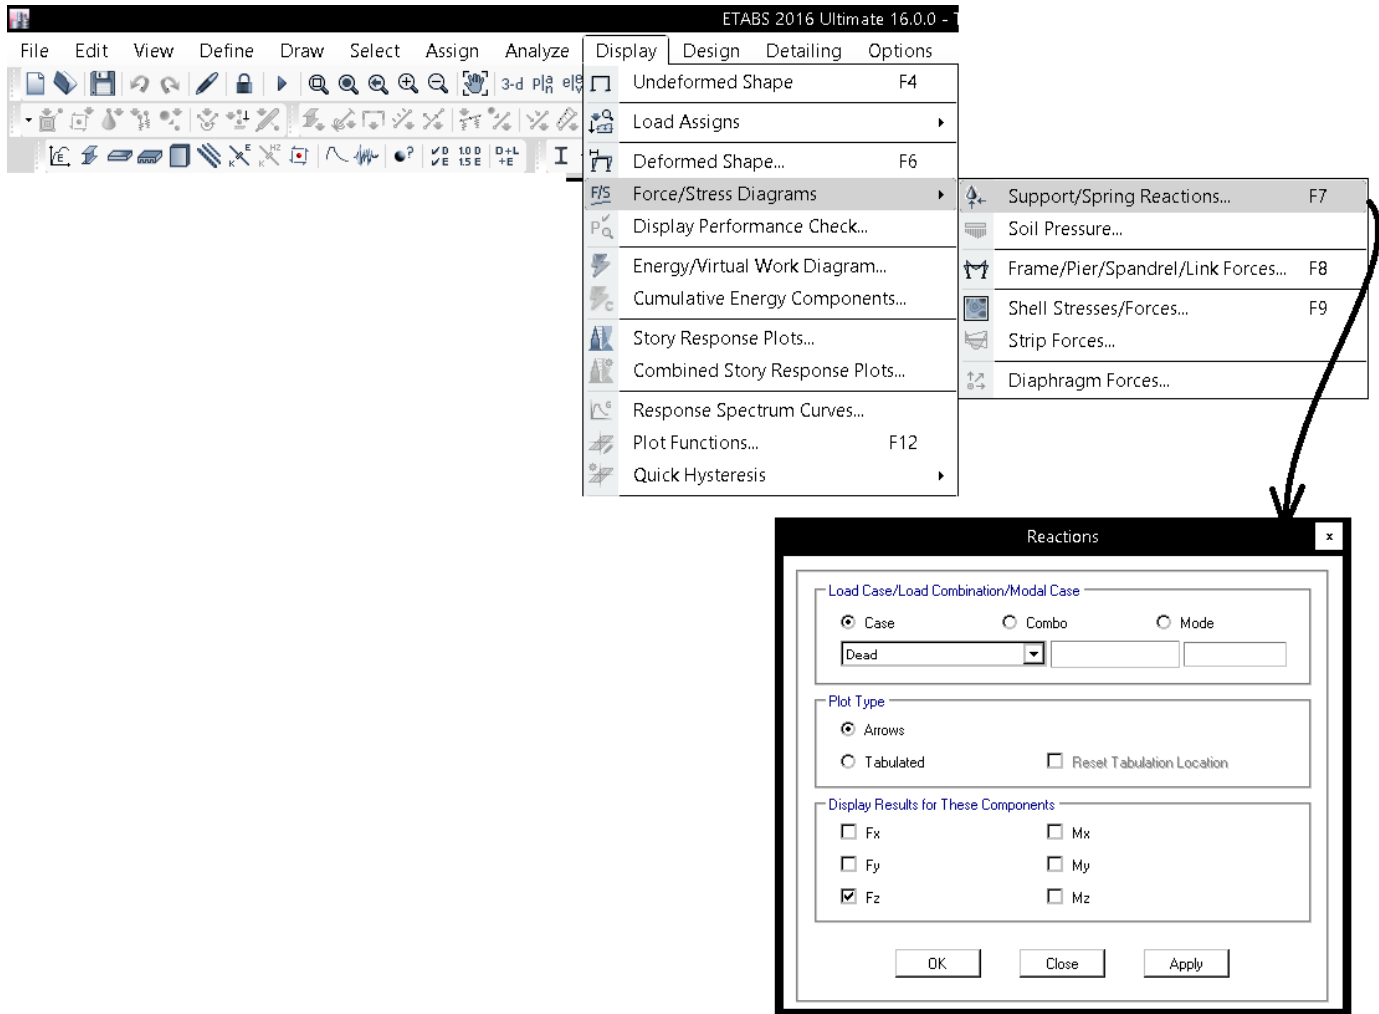 ETABS 2016 Ultimate 16.0.0 -
File Edit View Define Draw Select Assign Analyze Display Design Detailing Options
3-d
Undeformed Shape F4
Load Assigns
Deformed Shape... F6
F/S Force/Stress Diagrams
Display Performance Check...
Energy/Virtual Work Diagram...
Cumulative Energy Components...
Story Response Plots...
Combined Story Response Plots...
Response Spectrum Curves...
Plot Functions... F12
Quick Hysteresis
Support/Spring Reactions... F7
Soil Pressure...
Frame/Pier/Spandrel/Link Forces... F8
Shell Stresses/Forces... F9
Strip Forces...
Diaphragm Forces...
Reactions
Load Case/Load Combination/Modal Case
Case Combo Mode
Dead
Plot Type
Arrows
Tabulated Reset Tabulation Location
Display Results for These Components
Fx Mx
Fy My
Fz Mz
OK Close Apply